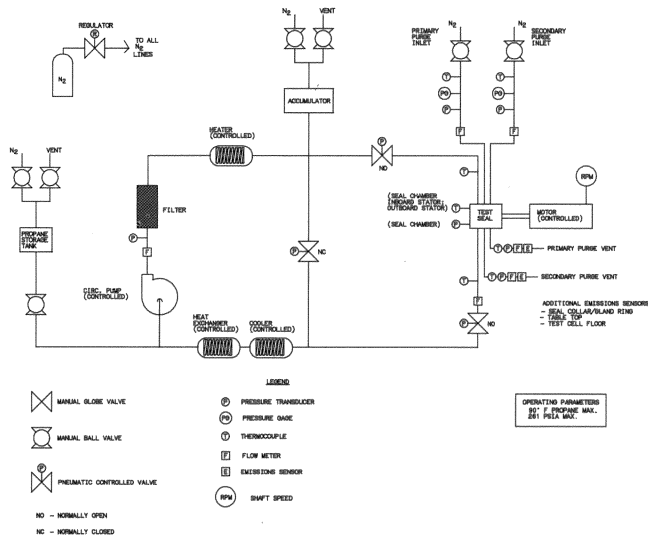 N2
VENT
REGULATOR
R
TO ALL
N2
LINES
N2
ACCUMULATOR
PRIMARY
PURGE
INLET
N2
N2
SECONDARY
PURGE
INLET
T
PG
P
F
T
PG
P
F
HEATER
(CONTROLLED)
P
NO
T
RPM
N2
VENT
FILTER
P
F
(SEAL CHAMBER
INBOARD STATOR;
OUTBOARD STATOR)
T
(SEAL CHAMBER)
P
TEST
SEAL
MOTOR
(CONTROLLED)
PROPANE
STORAGE
TANK
P
NC
T P F E
PRIMARY PURGE VENT
T P F E
SECONDARY PURGE VENT
T
F
CIRC. PUMP
(CONTROLLED)
HEAT
EXCHANGER
(CONTROLLED)
COOLER
(CONTROLLED)
P
NO
ADDITIONAL EMISSIONS SENSORS
- SEAL COLLAR/GLAND RING
- TABLE TOP
- TEST CELL FLOOR
LEGEND
MANUAL GLOBE VALVE
MANUAL BALL VALVE
P
PNEUMATIC CONTROLLED VALVE
NO - NORMALLY OPEN
NC - NORMALLY CLOSED
P PRESSURE TRANSDUCER
PG PRESSURE GAGE
T THERMOCOUPLE
F FLOW METER
E EMISSIONS SENSOR
RPM SHAFT SPEED
OPERATING PARAMETERS
90° F PROPANE MAX.
261 PSIA MAX.